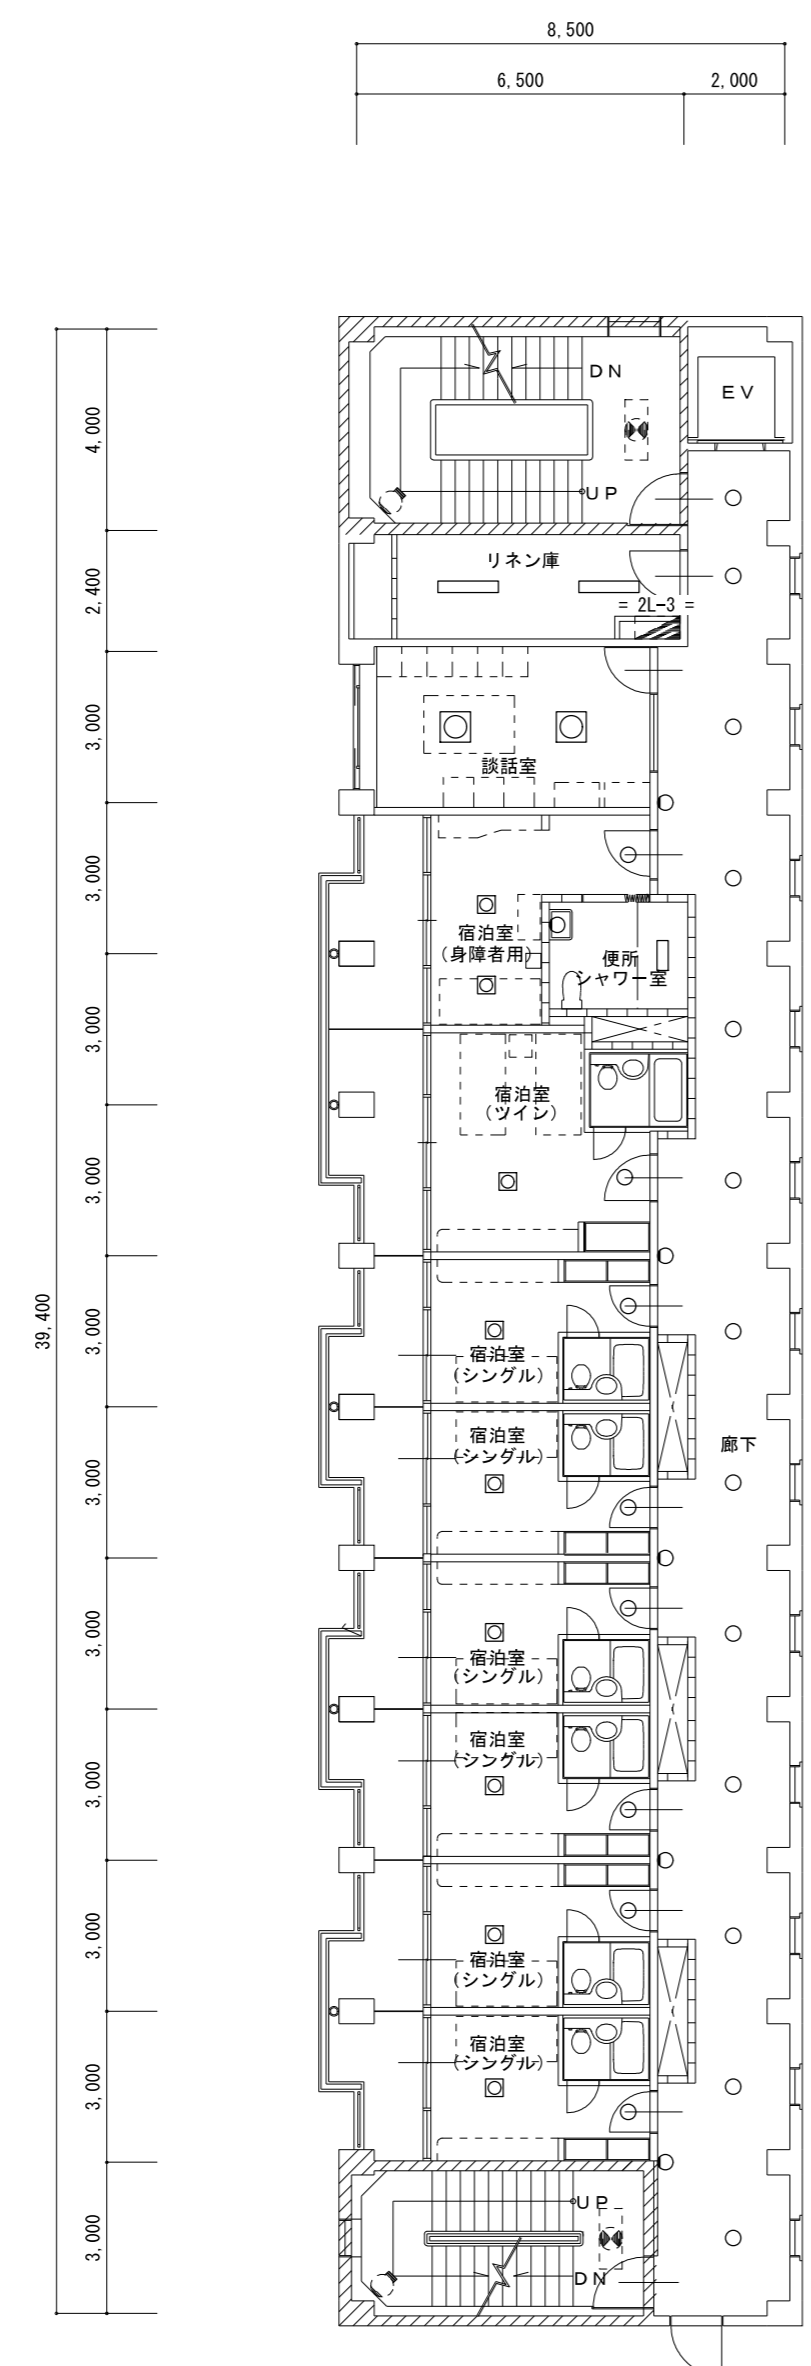 8,500
6,500
2,000
39,400
4,000
2,400
3,000
3,000
3,000
3,000
3,000
3,000
3,000
3,000
3,000
3,000
3,000
DN
EV
UP
リネン庫
= 2L-3 =
談話室
宿泊室
(身障者用)
便所
シャワー室
宿泊室
(ツイン)
宿泊室
(シングル)
宿泊室
(シングル)
廊下
宿泊室
(シングル)
宿泊室
(シングル)
宿泊室
(シングル)
宿泊室
(シングル)
UP
DN